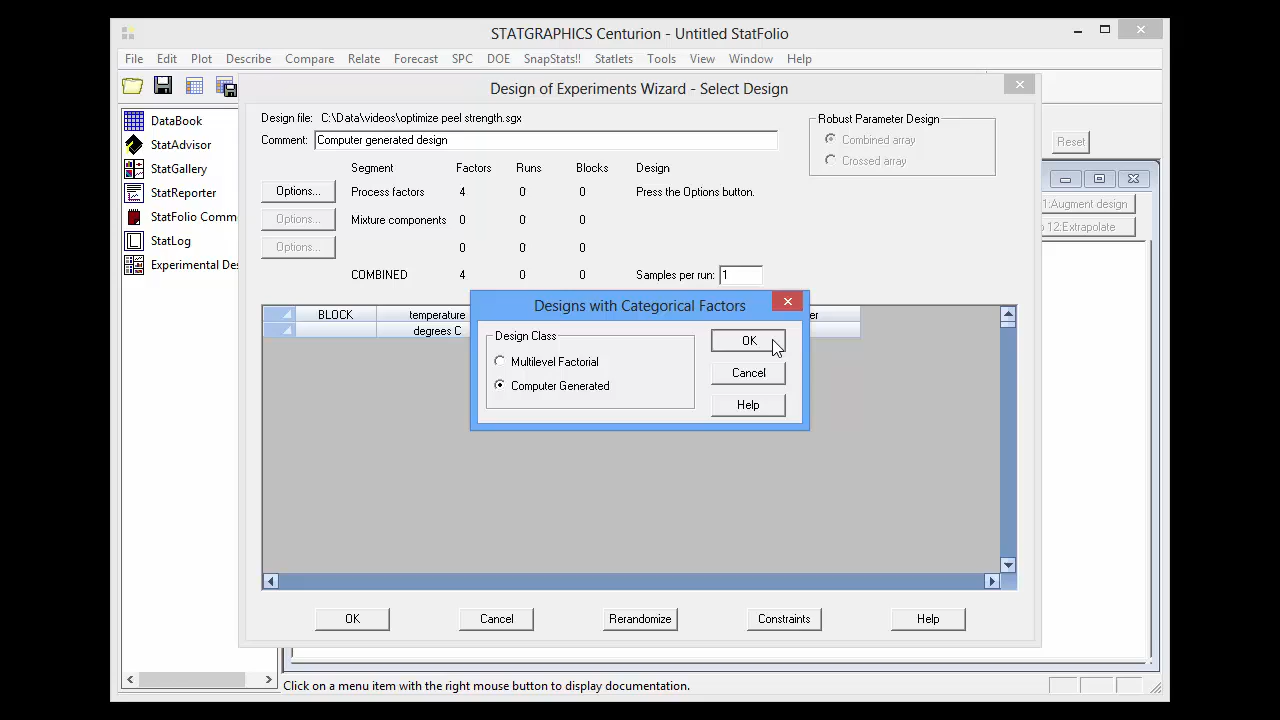 STATGRAPHICS Centurion - Untitled StatFolio
File Edit Plot Describe Compare Relate Forecast SPC DOE SnapStats!! Statlets Tools View Window Help
Design of Experiments Wizard - Select Design
DataBook
StatAdvisor
StatGallery
StatReporter
StatFolio Comm
StatLog
Experimental Des
Design file: C:\Data\videos\optimize peel strength.sgx
Comment: Computer generated design
Robust Parameter Design
Combined array
Crossed array
Reset
Segment Factors Runs Blocks Design
Options... Process factors 4 0 0 Press the Options button.
Options... Mixture components 0 0 0
Options... 0 0 0
COMBINED 4 0 0 Samples per run: 1
1:Augment design
12:Extrapolate
BLOCK temperature
degrees C
Designs with Categorical Factors
Design Class
Multilevel Factorial
Computer Generated
OK
Cancel
Help
OK Cancel Rerandomize Constraints Help
Click on a menu item with the right mouse button to display documentation.